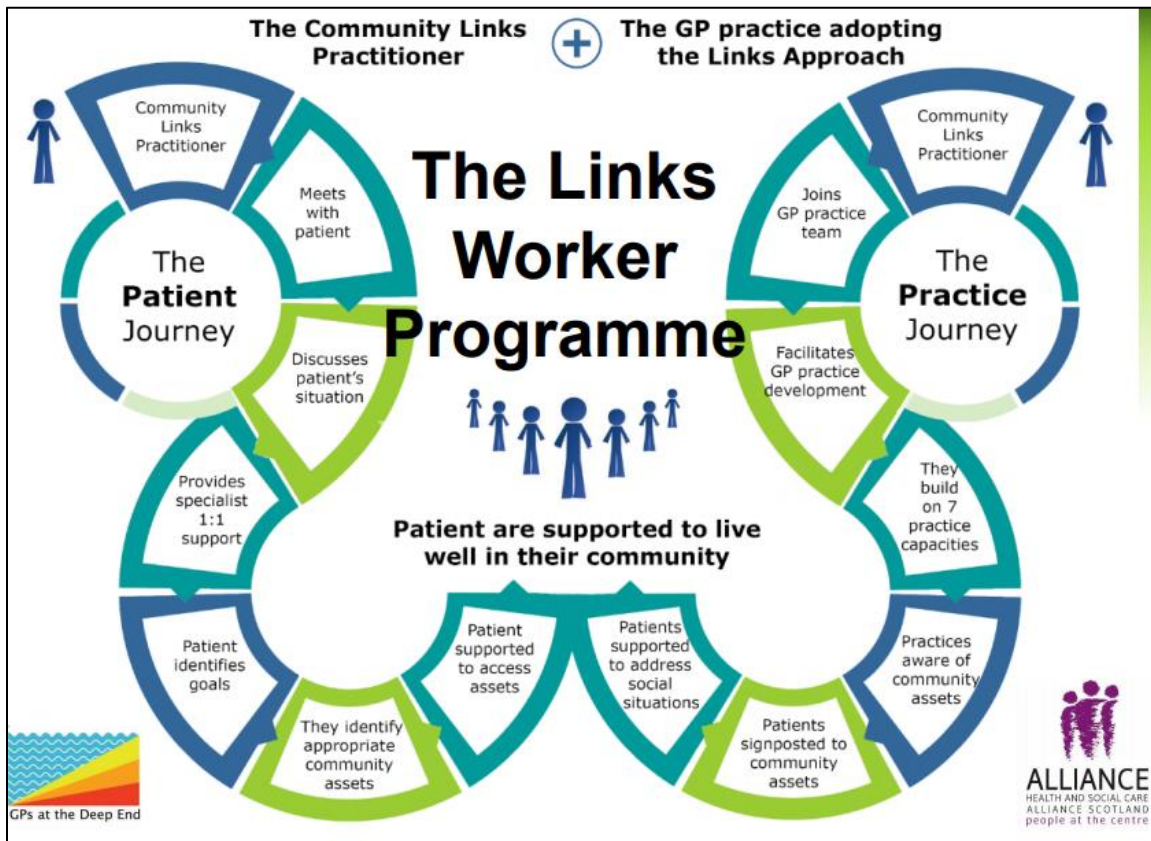 The Community Links
Practitioner
+
The GP practice adopting
the Links Approach
The Links
Worker
Programme
The
Patient
Journey
Community
Links
Practitioner
Meets
with
patient
Discusses
patient's
situation
Provides
specialist
1:1
support
Patient
identifies
goals
They identify
appropriate
community
assets
Patient
supported
to access
assets
The
Practice
Journey
Community
Links
Practitioner
Joins
GP practice
team
Facilitates
GP practice
development
They
build
on 7
practice
capacities
Practices
aware of
community
assets
Patients
signposted to
community
assets
Patients
supported
to address
social
situations
Patient are supported to live
well in their community
GPs at the Deep End
ALLIANCE
HEALTH AND SOCIAL CARE
ALLIANCE SCOTLAND
people at the centre